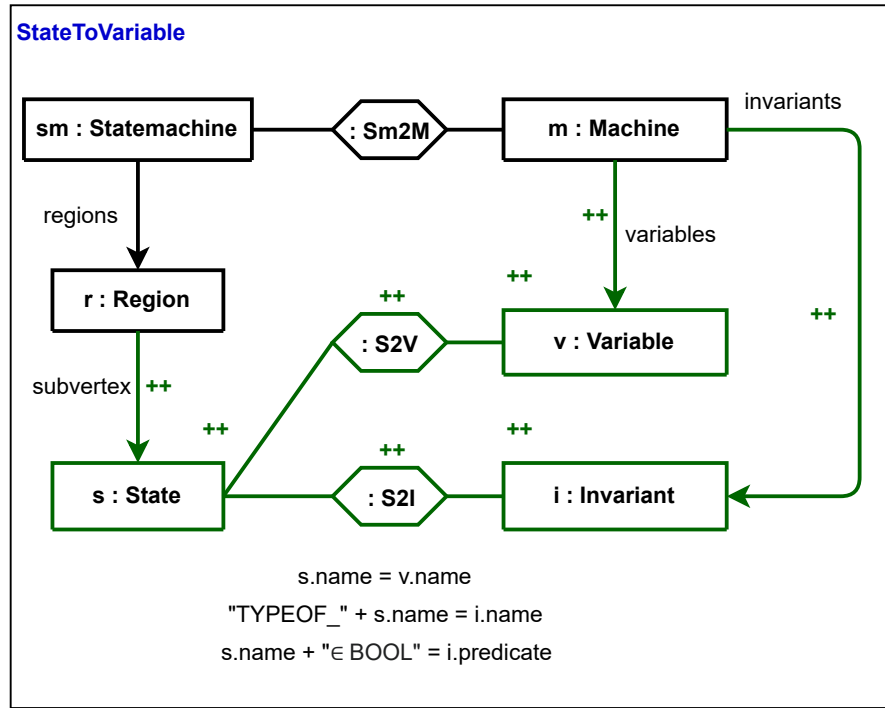 StateToVariable
invariants
sm : Statemachine
: Sm2M
m : Machine
regions
++
variables
++
r : Region
++
++
: S2V
v : Variable
subvertex
++
++
++
++
s : State
: S2I
i : Invariant
s.name = v.name
"TYPEOF_" + s.name = i.name
s.name + "∈ BOOL" = i.predicate